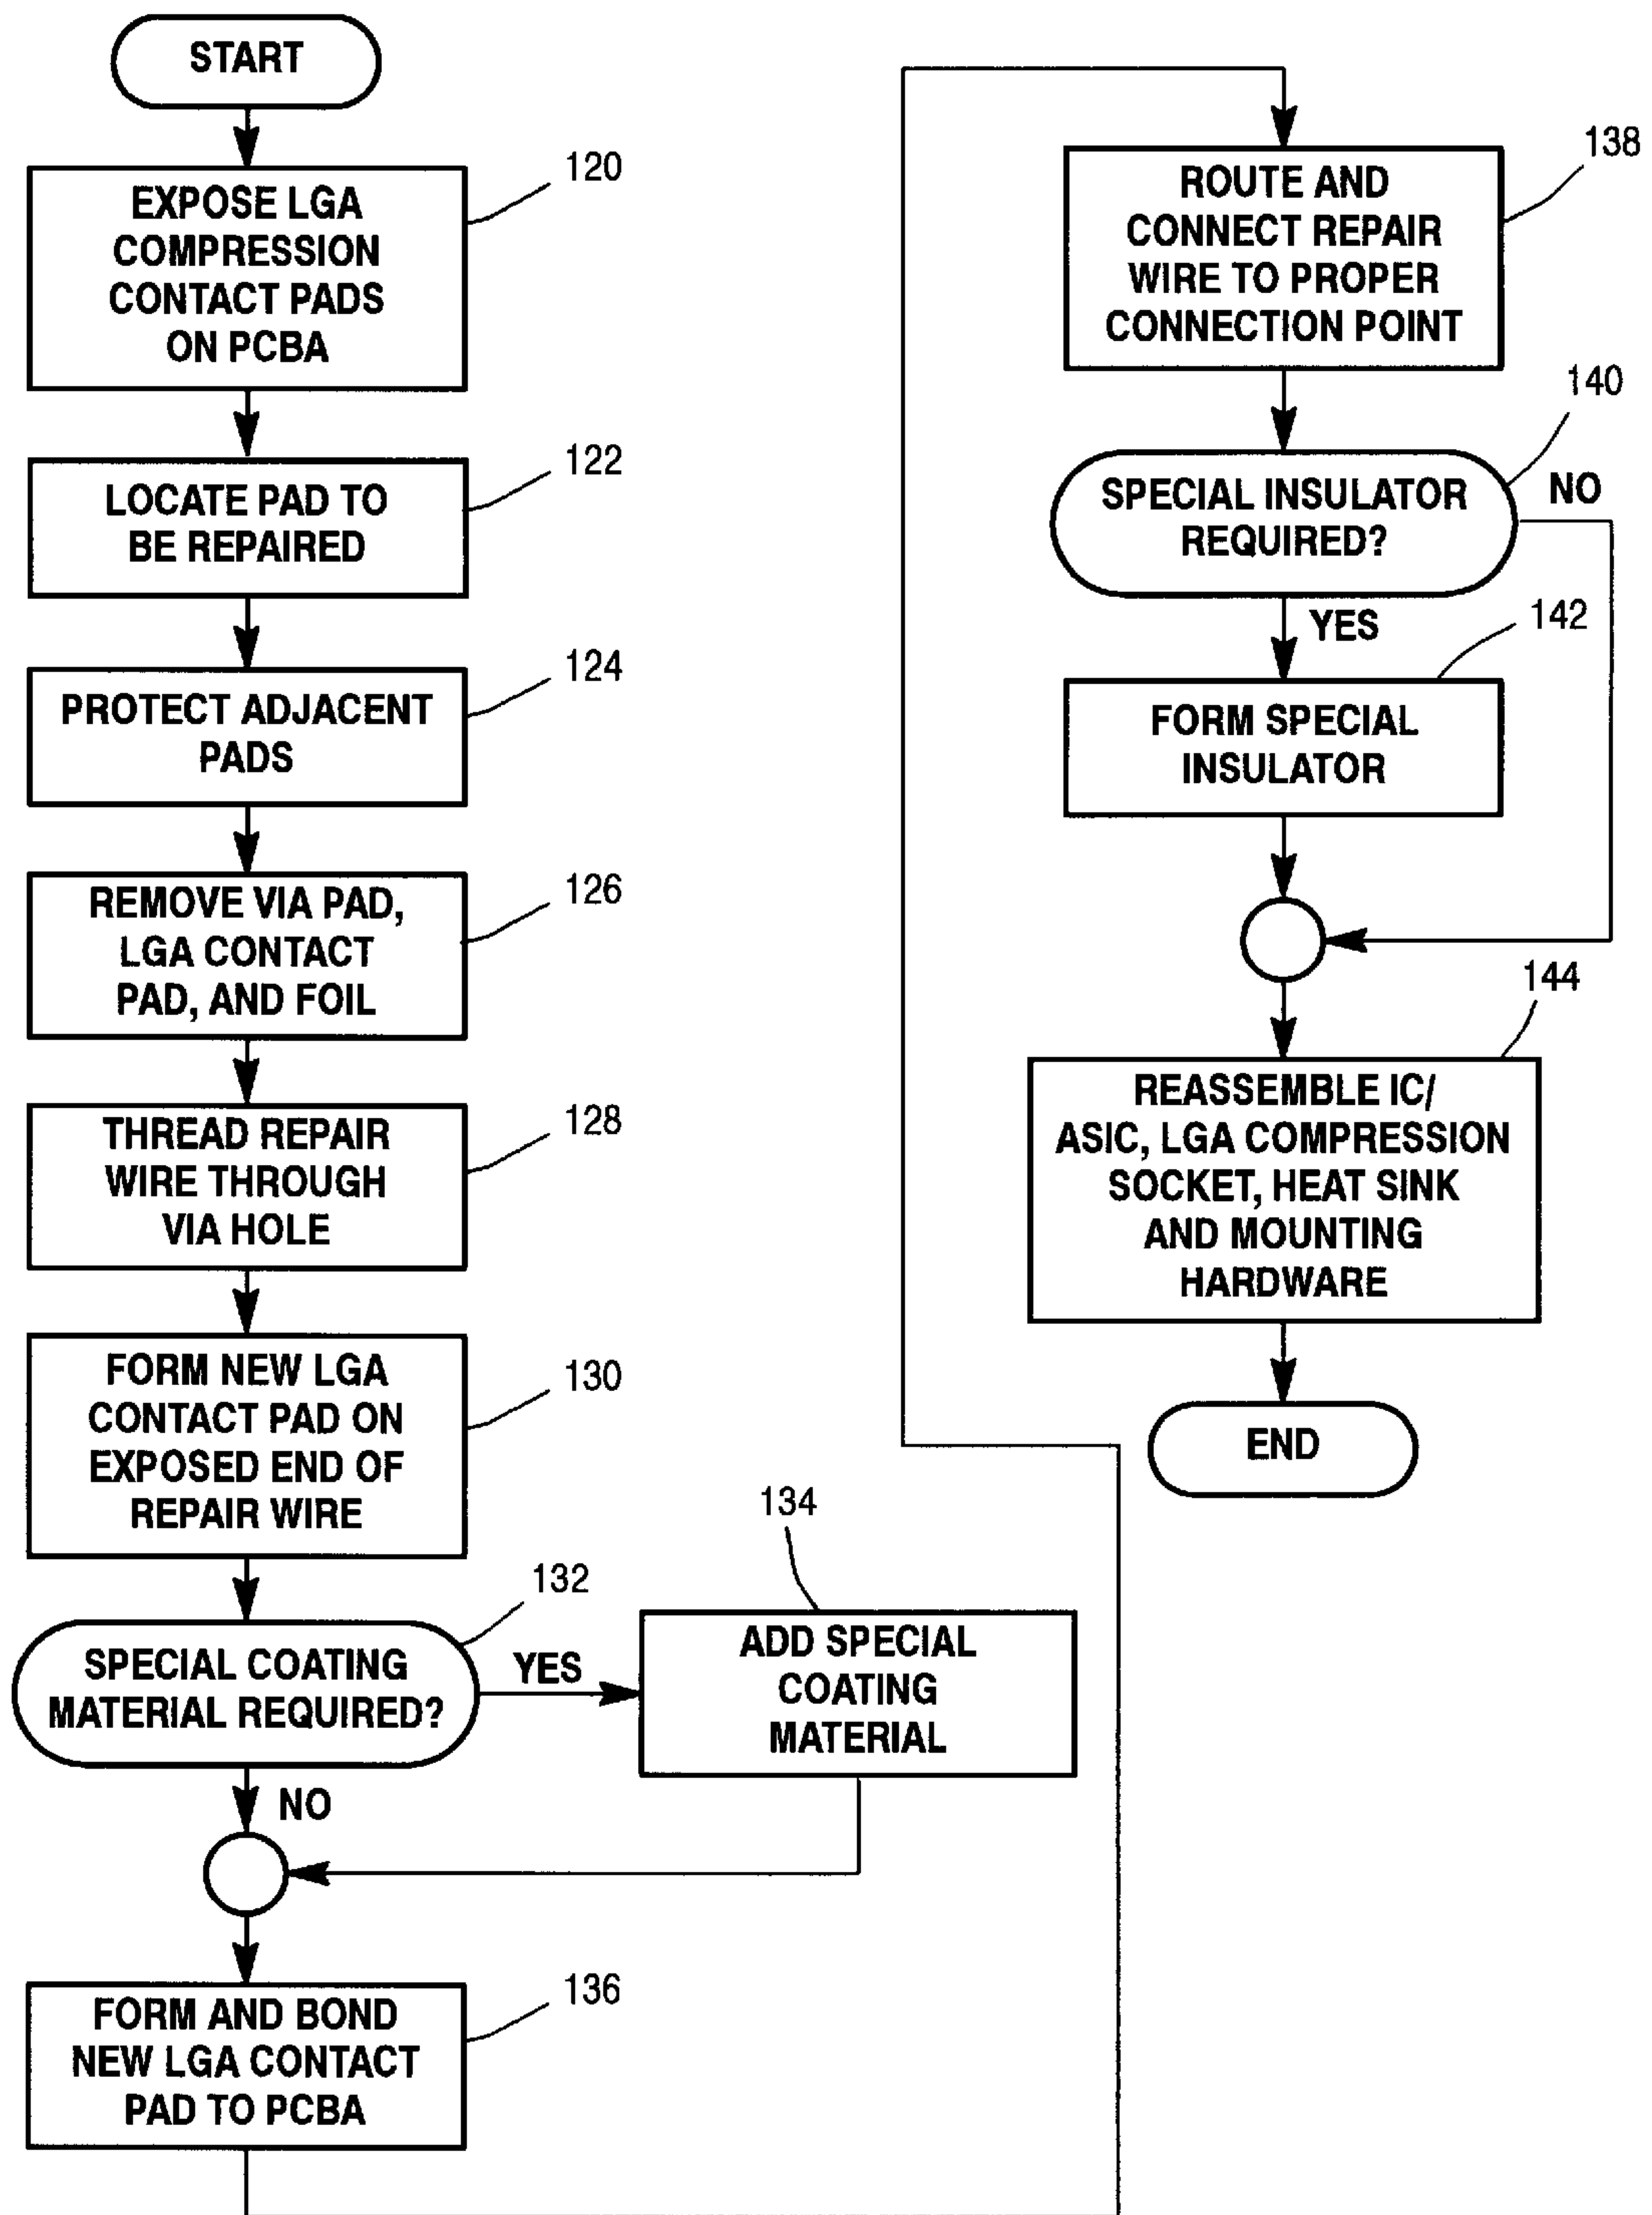 START
120
EXPOSE LGA
COMPRESSION
CONTACT PADS
ON PCBA
122
LOCATE PAD TO
BE REPAIRED
124
PROTECT ADJACENT
PADS
126
REMOVE VIA PAD,
LGA CONTACT
PAD, AND FOIL
128
THREAD REPAIR
WIRE THROUGH
VIA HOLE
130
FORM NEW LGA
CONTACT PAD ON
EXPOSED END OF
REPAIR WIRE
132
SPECIAL COATING
MATERIAL REQUIRED?
YES
134
ADD SPECIAL
COATING
MATERIAL
NO
136
FORM AND BOND
NEW LGA CONTACT
PAD TO PCBA
138
ROUTE AND
CONNECT REPAIR
WIRE TO PROPER
CONNECTION POINT
140
SPECIAL INSULATOR
REQUIRED?
NO
YES
142
FORM SPECIAL
INSULATOR
144
REASSEMBLE IC/
ASIC, LGA COMPRESSION
SOCKET, HEAT SINK
AND MOUNTING
HARDWARE
END